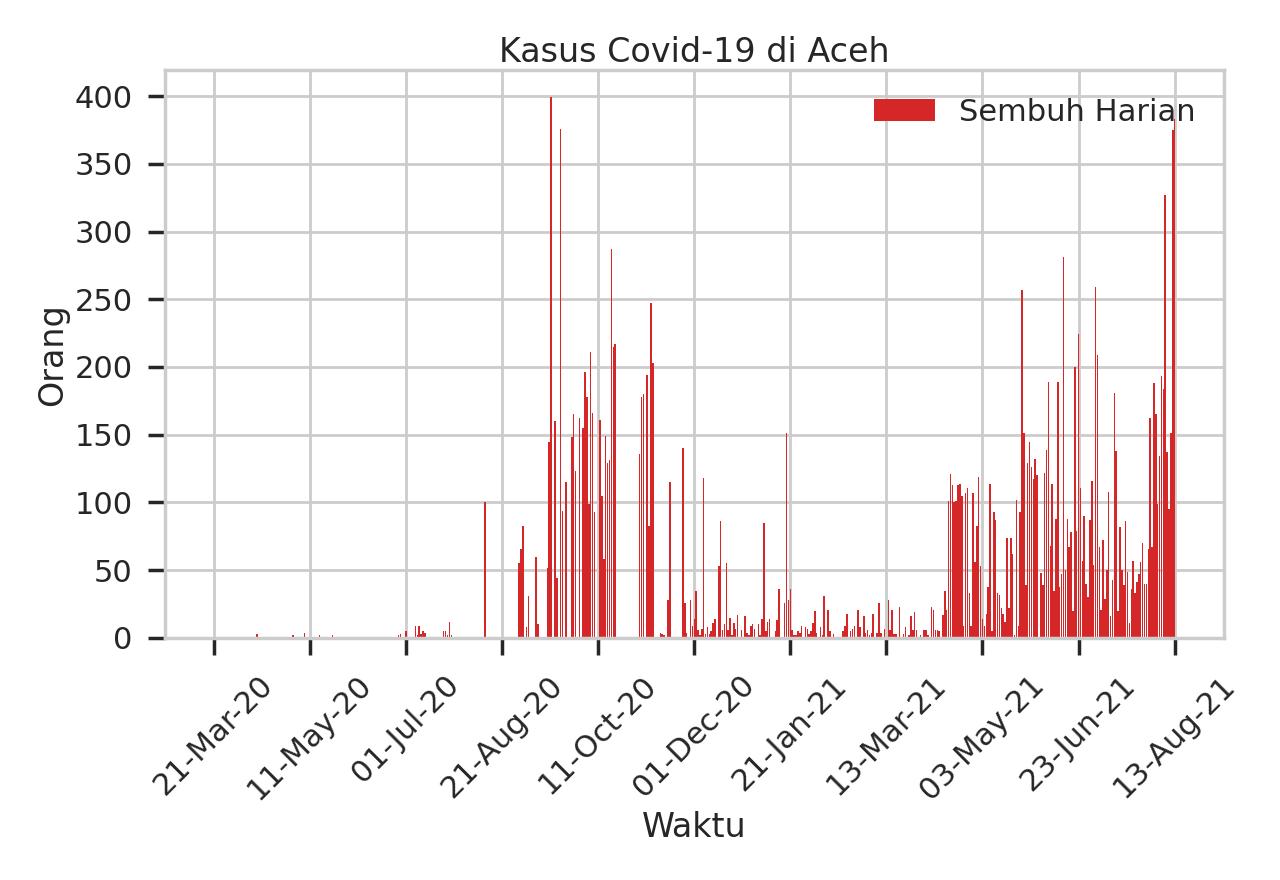 Kasus Covid-19 di Aceh
Sembuh Harian
Orang
400
350
300
250
200
150
100
50
0
21-Mar-20
11-May-20
01-Jul-20
21-Aug-20
11-Oct-20
01-Dec-20
21-Jan-21
13-Mar-21
03-May-21
23-Jun-21
13-Aug-21
Waktu